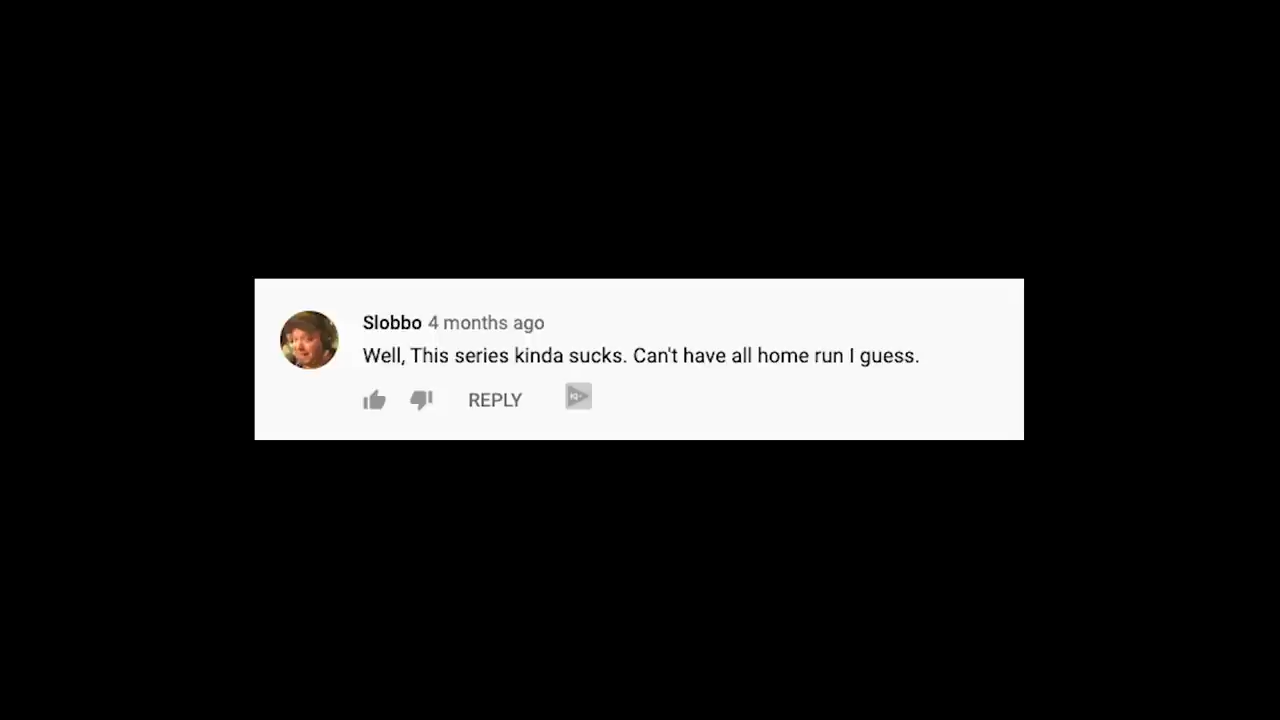 Slobbo 4 months ago
Well, This series kinda sucks. Can't have all home run I guess.
REPLY